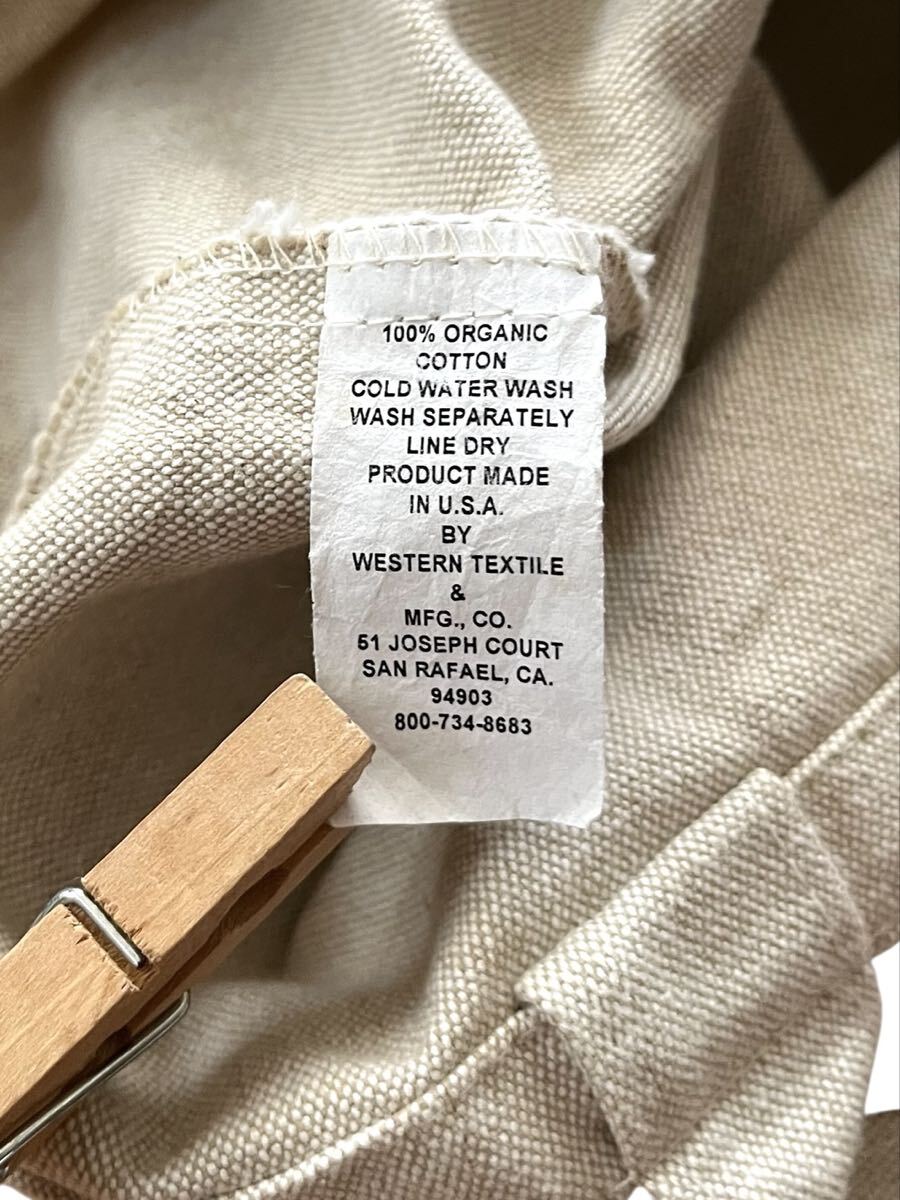 100% ORGANIC
COTTON
COLD WATER WASH
WASH SEPARATELY
LINE DRY
PRODUCT MADE
IN U.S.A.
BY
WESTERN TEXTILE
&
MFG., CO.
51 JOSEPH COURT
SAN RAFAEL, CA.
94903
800-734-8683